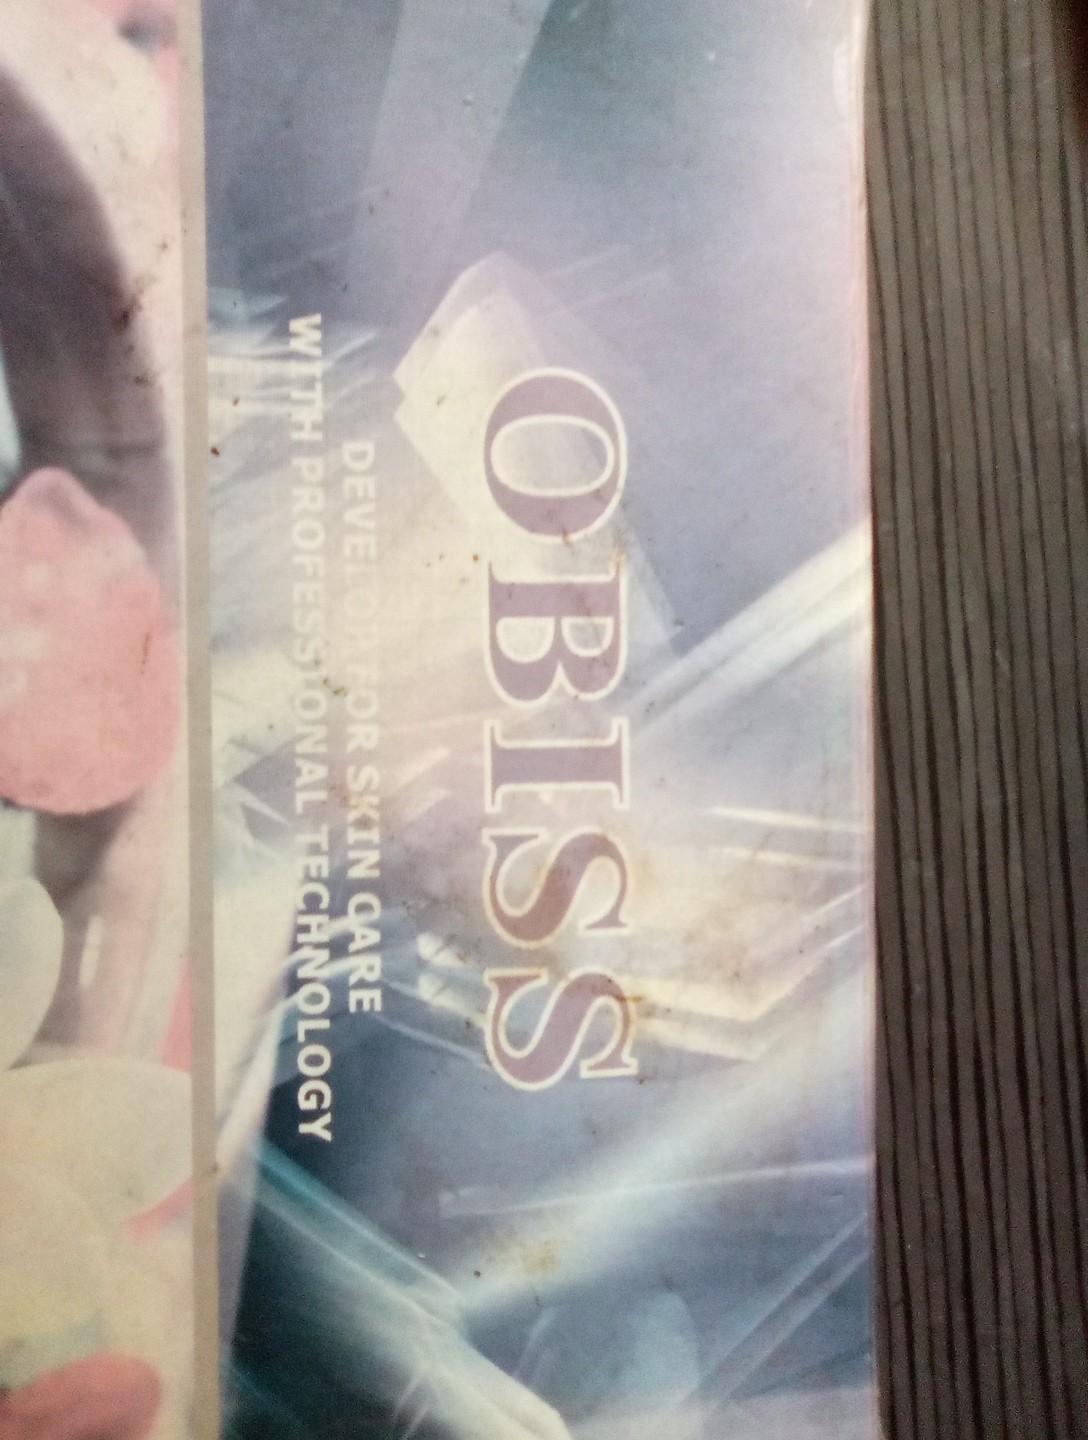 OBISS
DEVELOP FOR SKIN CARE
WITH PROFESSIONAL TECHNOLOGY